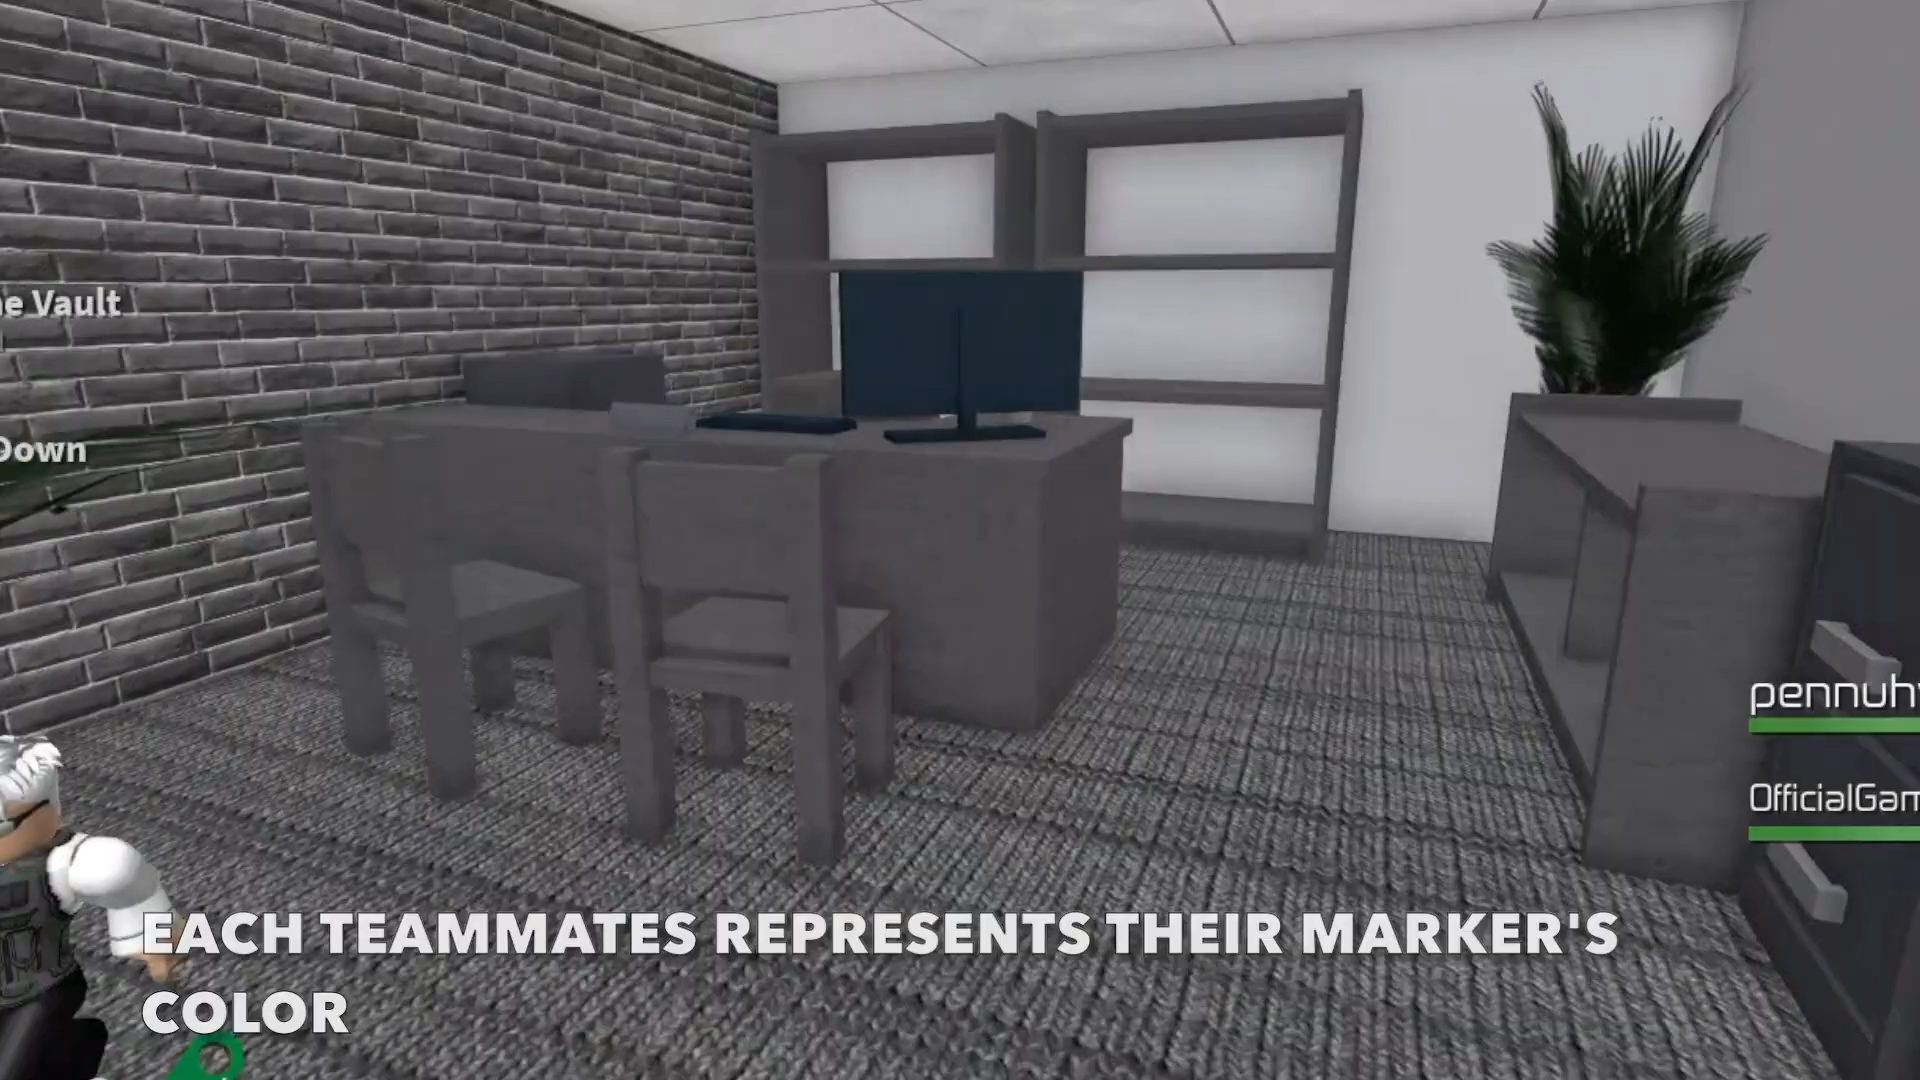 e Vault
Down
pennuh
OfficialGam
EACH TEAMMATES REPRESENTS THEIR MARKER'S
COLOR